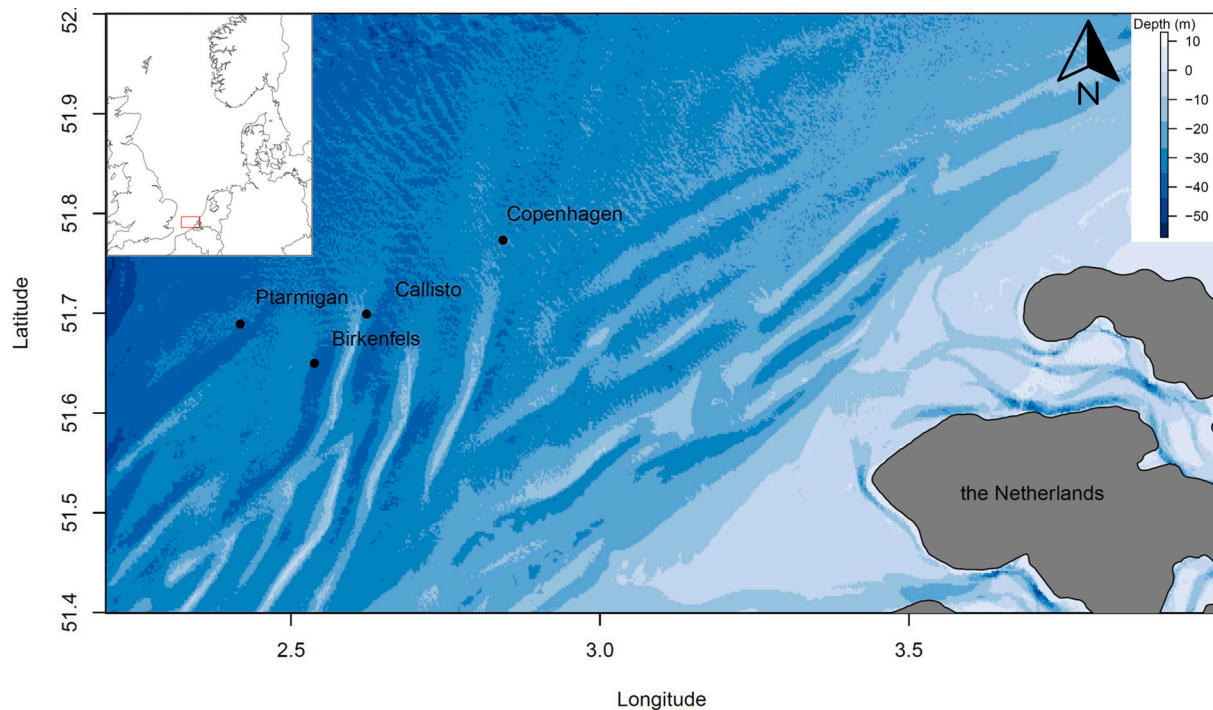 52.
51.9
51.8
51.7
51.6
51.5
51.4
Latitude
Depth (m)
10
0
−10
−20
−30
−40
−50
N
Copenhagen
Ptarmigan
Callisto
Birkenfels
the Netherlands
2.5
3.0
3.5
Longitude